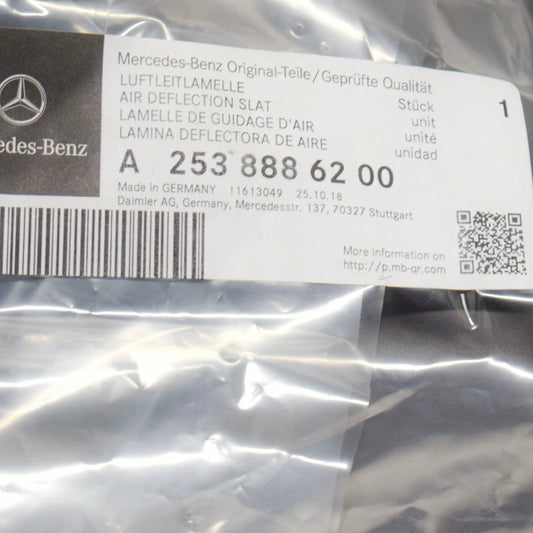 Mercedes-Benz Original-Teile/Geprüfte Qualität
LUFTLEITLAMELLE Stück 1
AIR DEFLECTION SLAT unit
LAMELLE DE GUIDAGE D'AIR unité
LAMINA DEFLECTORA DE AIRE unidad
edes-Benz
A 253 888 62 00
Made in GERMANY 11613049 25.10.18
Daimler AG, Germany, Mercedesstr. 137, 70327 Stuttgart
More information on
http://p.mb-qr.com